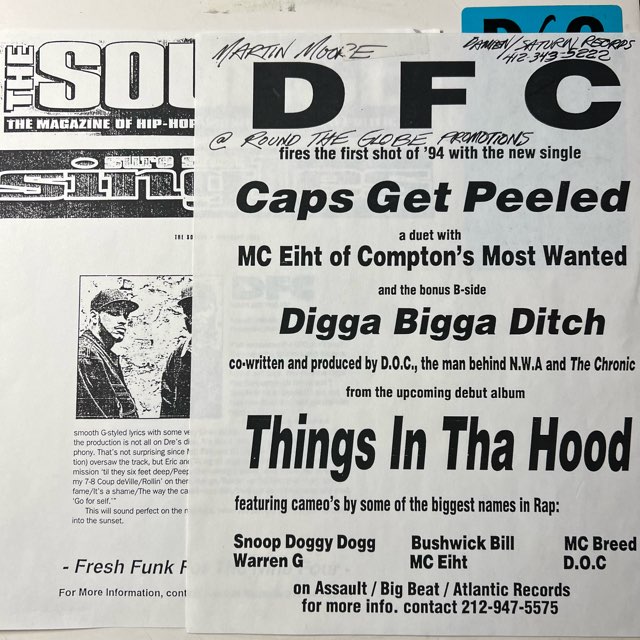 THE
SOU
THE MAGAZINE OF HIP-HOP
sure s
sing
DFC
smooth G-styled lyrics with some ve
the production is not all on Dre's di
phony. That's not surprising since
tion) oversaw the track, but Eric and
mission 'til they six feet deep/Peep
my 7-8 Coup deVille/Rollin' on then
fame/It's a shame/The way the ca
'Go for self.'"
This will sound perfect on the
into the sunset.
- Fresh Funk F
For More Information, cont
MARTIN MOORE
DAMIEN/SATURN RECORDS
412.343-5222
DFC
@ ROUND THE GLOBE PROMOTIONS
fires the first shot of '94 with the new single
Caps Get Peeled
a duet with
MC Eiht of Compton's Most Wanted
and the bonus B-side
Digga Bigga Ditch
co-written and produced by D.O.C., the man behind N.W.A and The Chronic
from the upcoming debut album
Things In Tha Hood
featuring cameo's by some of the biggest names in Rap:
Snoop Doggy Dogg Bushwick Bill MC Breed
Warren G MC Eiht D.O.C
on Assault / Big Beat / Atlantic Records
for more info. contact 212-947-5575